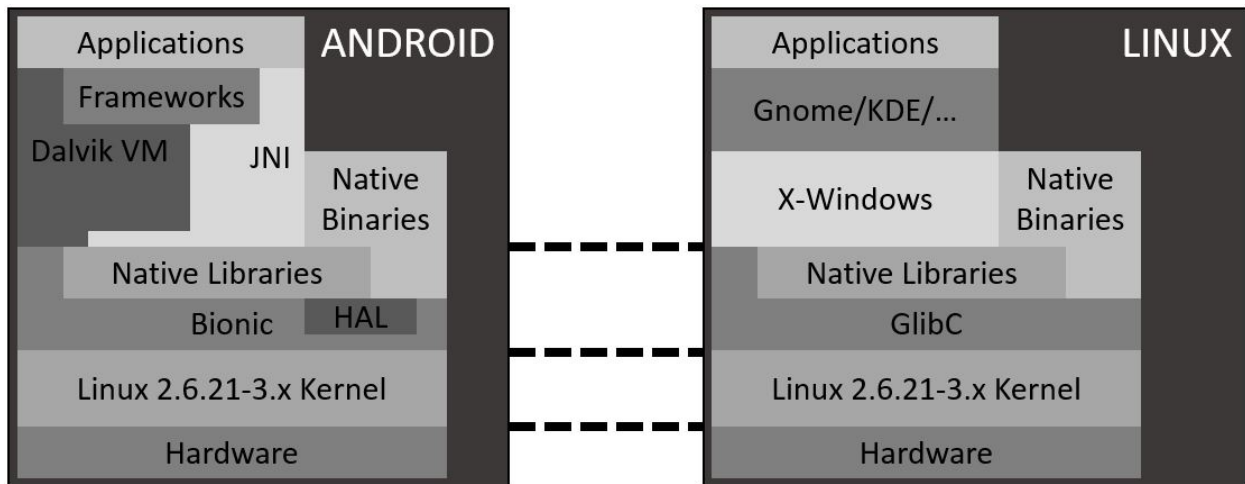 ANDROID
Applications
Frameworks
Dalvik VM
JNI
Native
Binaries
Native Libraries
Bionic
HAL
Linux 2.6.21-3.x Kernel
Hardware
LINUX
Applications
Gnome/KDE/...
X-Windows
Native
Binaries
Native Libraries
GlibC
Linux 2.6.21-3.x Kernel
Hardware